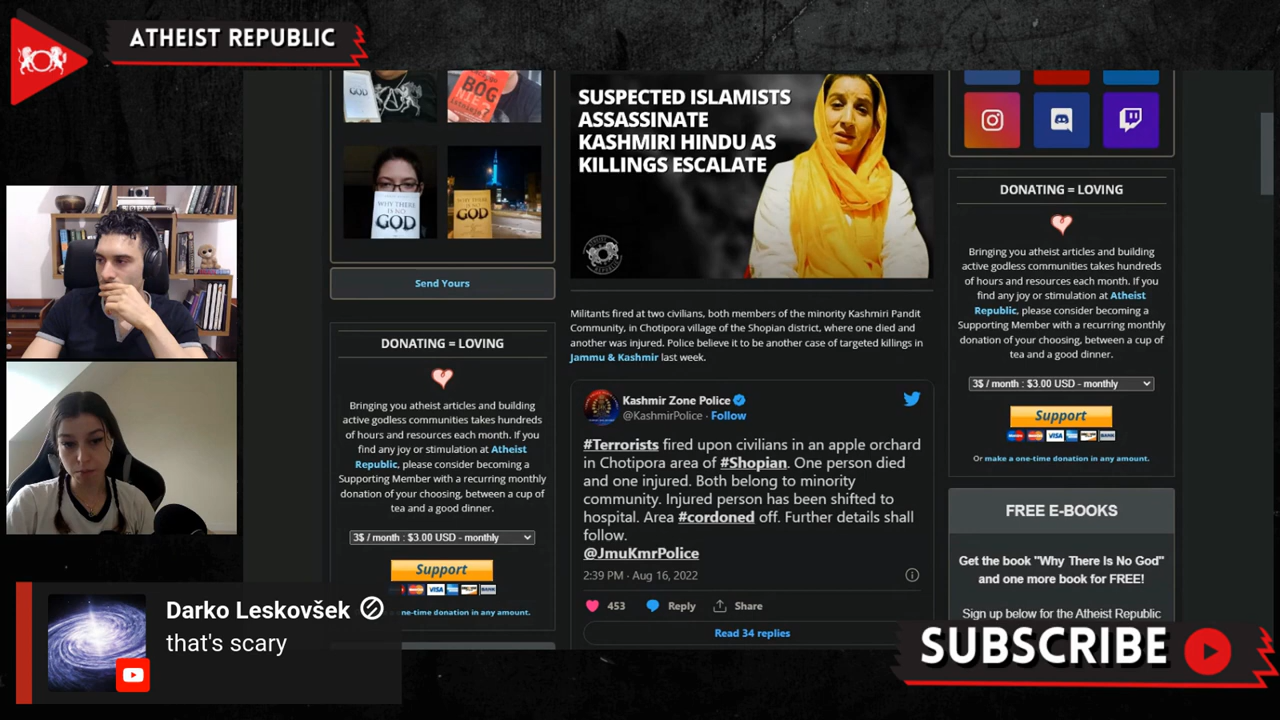 ATHEIST REPUBLIC
GOD
BÓG
WHY THERE
IS NO
GOD
WHY THERE
IS NO
GOD
Send Yours
DONATING = LOVING
Bringing you atheist articles and building
active godless communities takes hundreds
of hours and resources each month. If you
find any joy or stimulation at Atheist
Republic, please consider becoming a
Supporting Member with a recurring monthly
donation of your choosing, between a cup of
tea and a good dinner.
3$ / month : $3.00 USD - monthly
Support
VISA
BANK
ne-time donation in any amount.
SUSPECTED ISLAMISTS
ASSASSINATE
KASHMIRI HINDU AS
KILLINGS ESCALATE
Militants fired at two civilians, both members of the minority Kashmiri Pandit
Community, in Chotipora village of the Shopian district, where one died and
another was injured. Police believe it to be another case of targeted killings in
Jammu & Kashmir last week.
Kashmir Zone Police
@KashmirPolice · Follow
#Terrorists fired upon civilians in an apple orchard
in Chotipora area of #Shopian. One person died
and one injured. Both belong to minority
community. Injured person has been shifted to
hospital. Area #cordoned off. Further details shall
follow.
@JmuKmrPolice
2:39 PM · Aug 16, 2022
453
Reply
Share
Read 34 replies
DONATING = LOVING
Bringing you atheist articles and building
active godless communities takes hundreds
of hours and resources each month. If you
find any joy or stimulation at Atheist
Republic, please consider becoming a
Supporting Member with a recurring monthly
donation of your choosing, between a cup of
tea and a good dinner.
3$ / month : $3.00 USD - monthly
Support
VISA
BANK
Or make a one-time donation in any amount.
FREE E-BOOKS
Get the book "Why There Is No God"
and one more book for FREE!
Sign up below for the Atheist Republic
Darko Leskovšek
that's scary
SUBSCRIBE